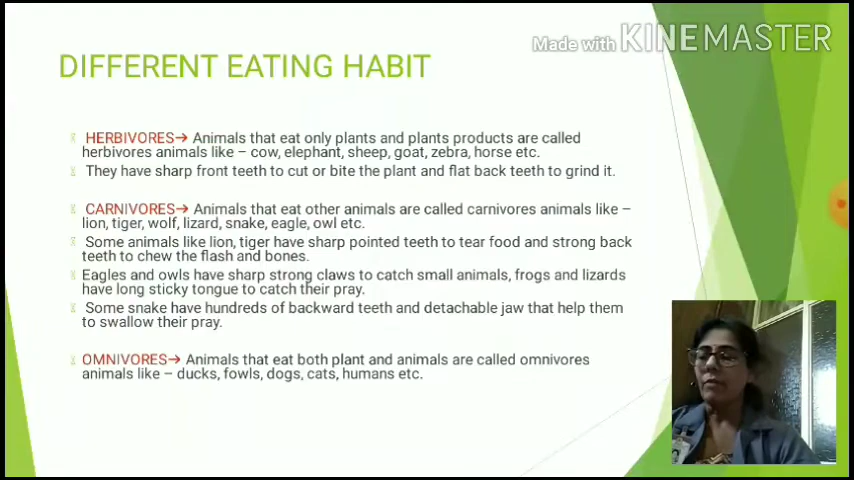 Made with KINEMASTER
DIFFERENT EATING HABIT
HERBIVORES→ Animals that eat only plants and plants products are called
herbivores animals like – cow, elephant, sheep, goat, zebra, horse etc.
They have sharp front teeth to cut or bite the plant and flat back teeth to grind it.
CARNIVORES→ Animals that eat other animals are called carnivores animals like –
lion, tiger, wolf, lizard, snake, eagle, owl etc.
Some animals like lion, tiger have sharp pointed teeth to tear food and strong back
teeth to chew the flash and bones.
Eagles and owls have sharp strong claws to catch small animals, frogs and lizards
have long sticky tongue to catch their pray.
Some snake have hundreds of backward teeth and detachable jaw that help them
to swallow their pray.
OMNIVORES→ Animals that eat both plant and animals are called omnivores
animals like – ducks, fowls, dogs, cats, humans etc.